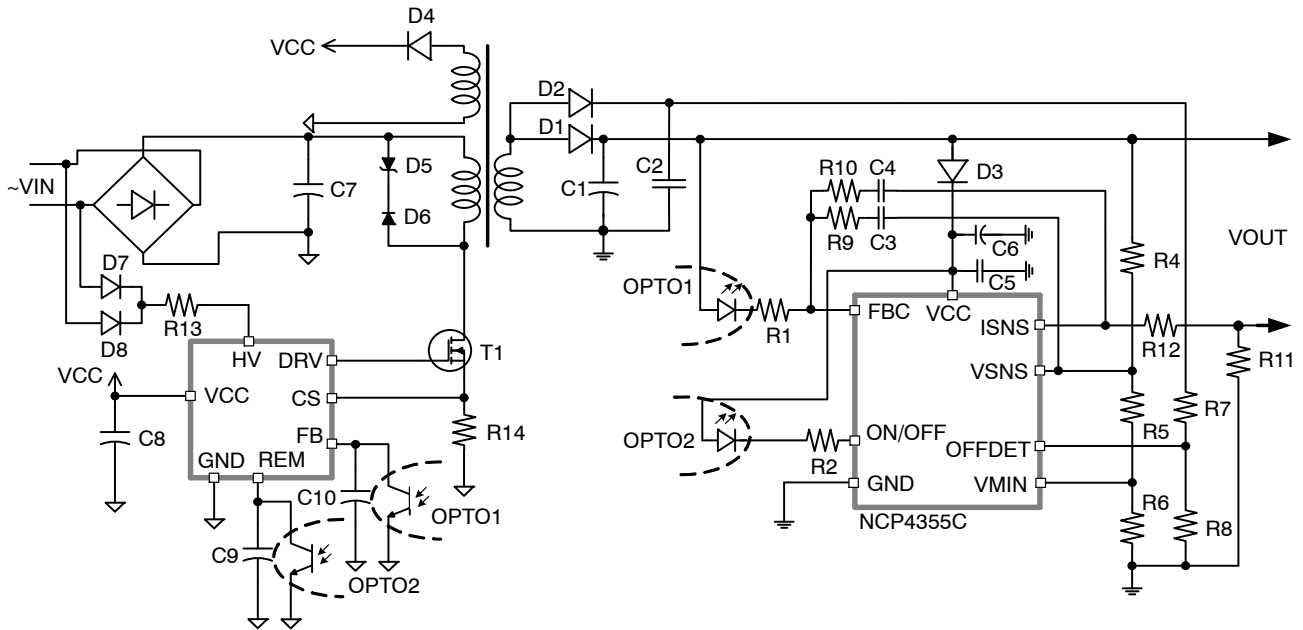 D4
VCC
D2
D1
D5
D6
C7
C1
C2
R10 C4
R9 C3
D3
C6
C5
~VIN
D7
D8
R13
OPTO1
R1
R4
VOUT
FBC
VCC
ISNS
VSNS
R12
R11
HV
DRV
CS
FB
VCC
VCC
C8
GND
REM
T1
R14
OPTO2
R2
ON/OFF
OFFDET
GND
VMIN
NCP4355C
R5
R7
R6
R8
C10
OPTO1
C9
OPTO2